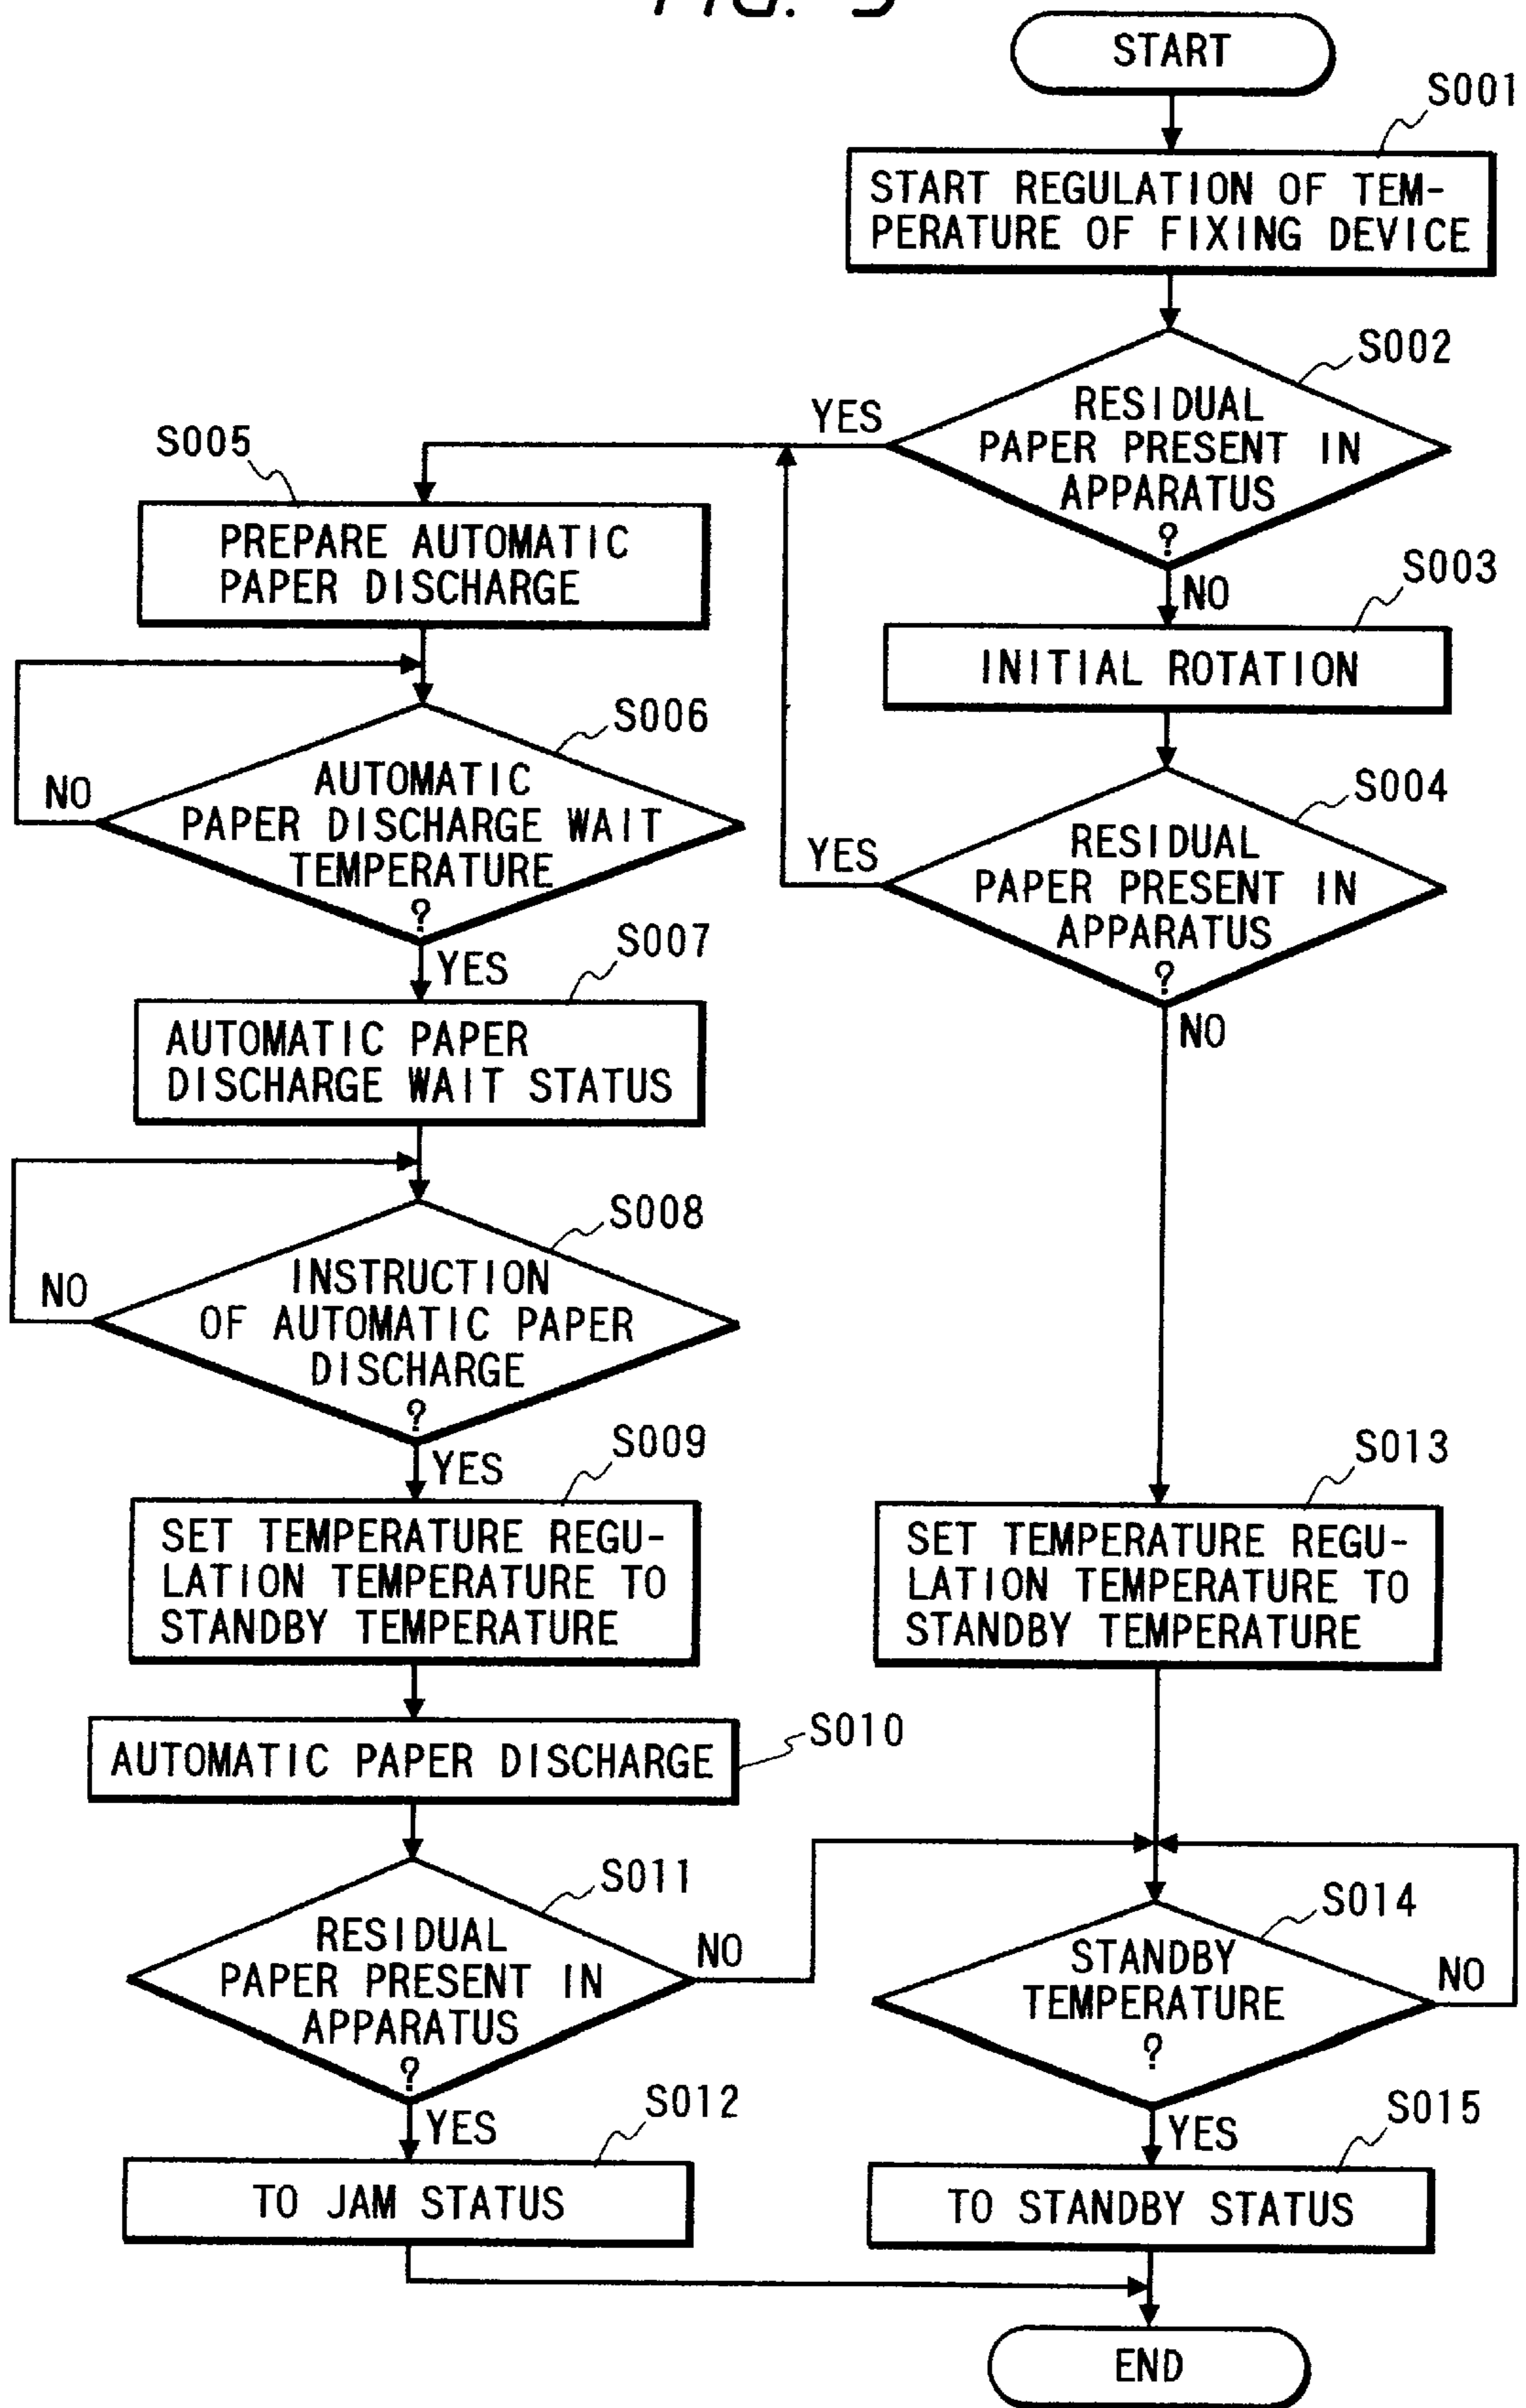 START
S001
START REGULATION OF TEM-
PERATURE OF FIXING DEVICE
S002
RESIDUAL
PAPER PRESENT IN
APPARATUS
?
YES
NO
S003
INITIAL ROTATION
S004
RESIDUAL
PAPER PRESENT IN
APPARATUS
?
YES
NO
S005
PREPARE AUTOMATIC
PAPER DISCHARGE
S006
AUTOMATIC
PAPER DISCHARGE WAIT
TEMPERATURE
?
NO
YES
S007
AUTOMATIC PAPER
DISCHARGE WAIT STATUS
S008
INSTRUCTION
OF AUTOMATIC PAPER
DISCHARGE
?
NO
YES
S009
SET TEMPERATURE REGU-
LATION TEMPERATURE TO
STANDBY TEMPERATURE
S010
AUTOMATIC PAPER DISCHARGE
S011
RESIDUAL
PAPER PRESENT IN
APPARATUS
?
NO
YES
S012
TO JAM STATUS
S013
SET TEMPERATURE REGU-
LATION TEMPERATURE TO
STANDBY TEMPERATURE
S014
STANDBY
TEMPERATURE
?
NO
YES
S015
TO STANDBY STATUS
END